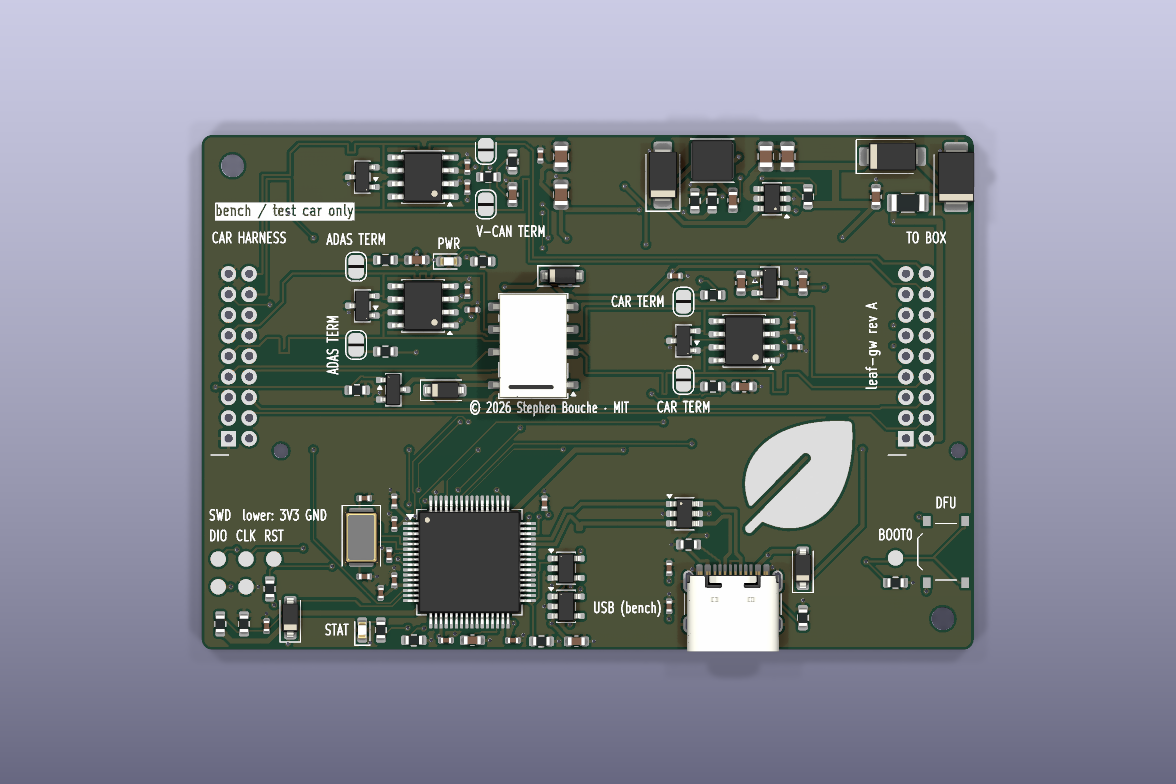 bench / test car only
CAR HARNESS
ADAS TERM
PWR
V-CAN TERM
TO BOX
CAR TERM
ADAS TERM
leaf-gw rev A
© 2026 Stephen Bouche · MIT
CAR TERM
SWD lower: 3V3 GND
DIO CLK RST
DFU
BOOT0
USB (bench)
STAT